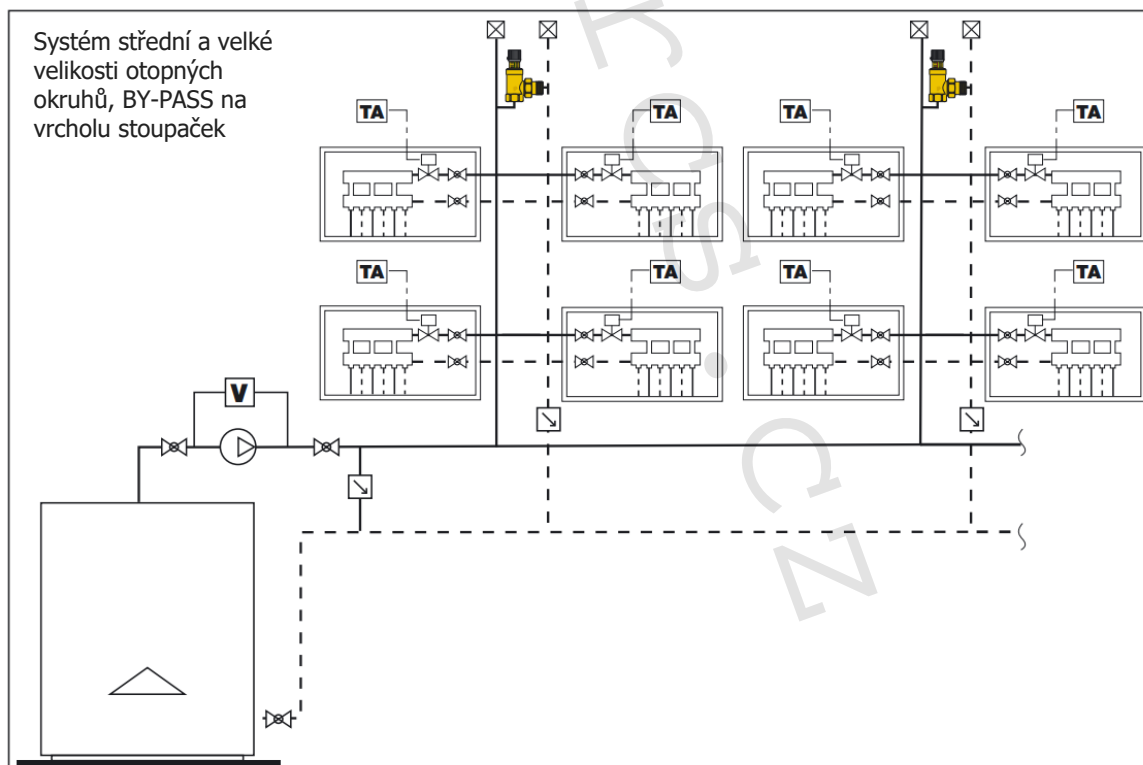 Systém střední a velké
velikosti otopných
okruhů, BY-PASS na
vrcholu stoupaček
TA
TA
TA
TA
TA
TA
TA
TA
V